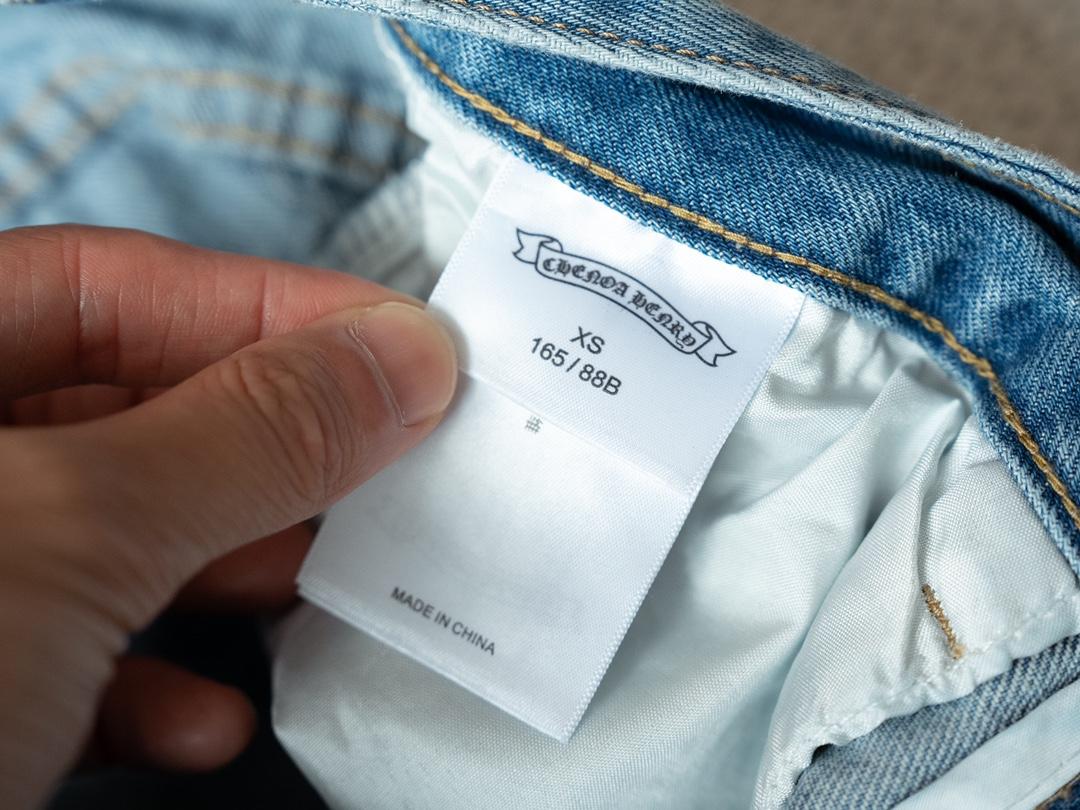 CHENOA HENRY
XS
165/88B
#
MADE IN CHINA